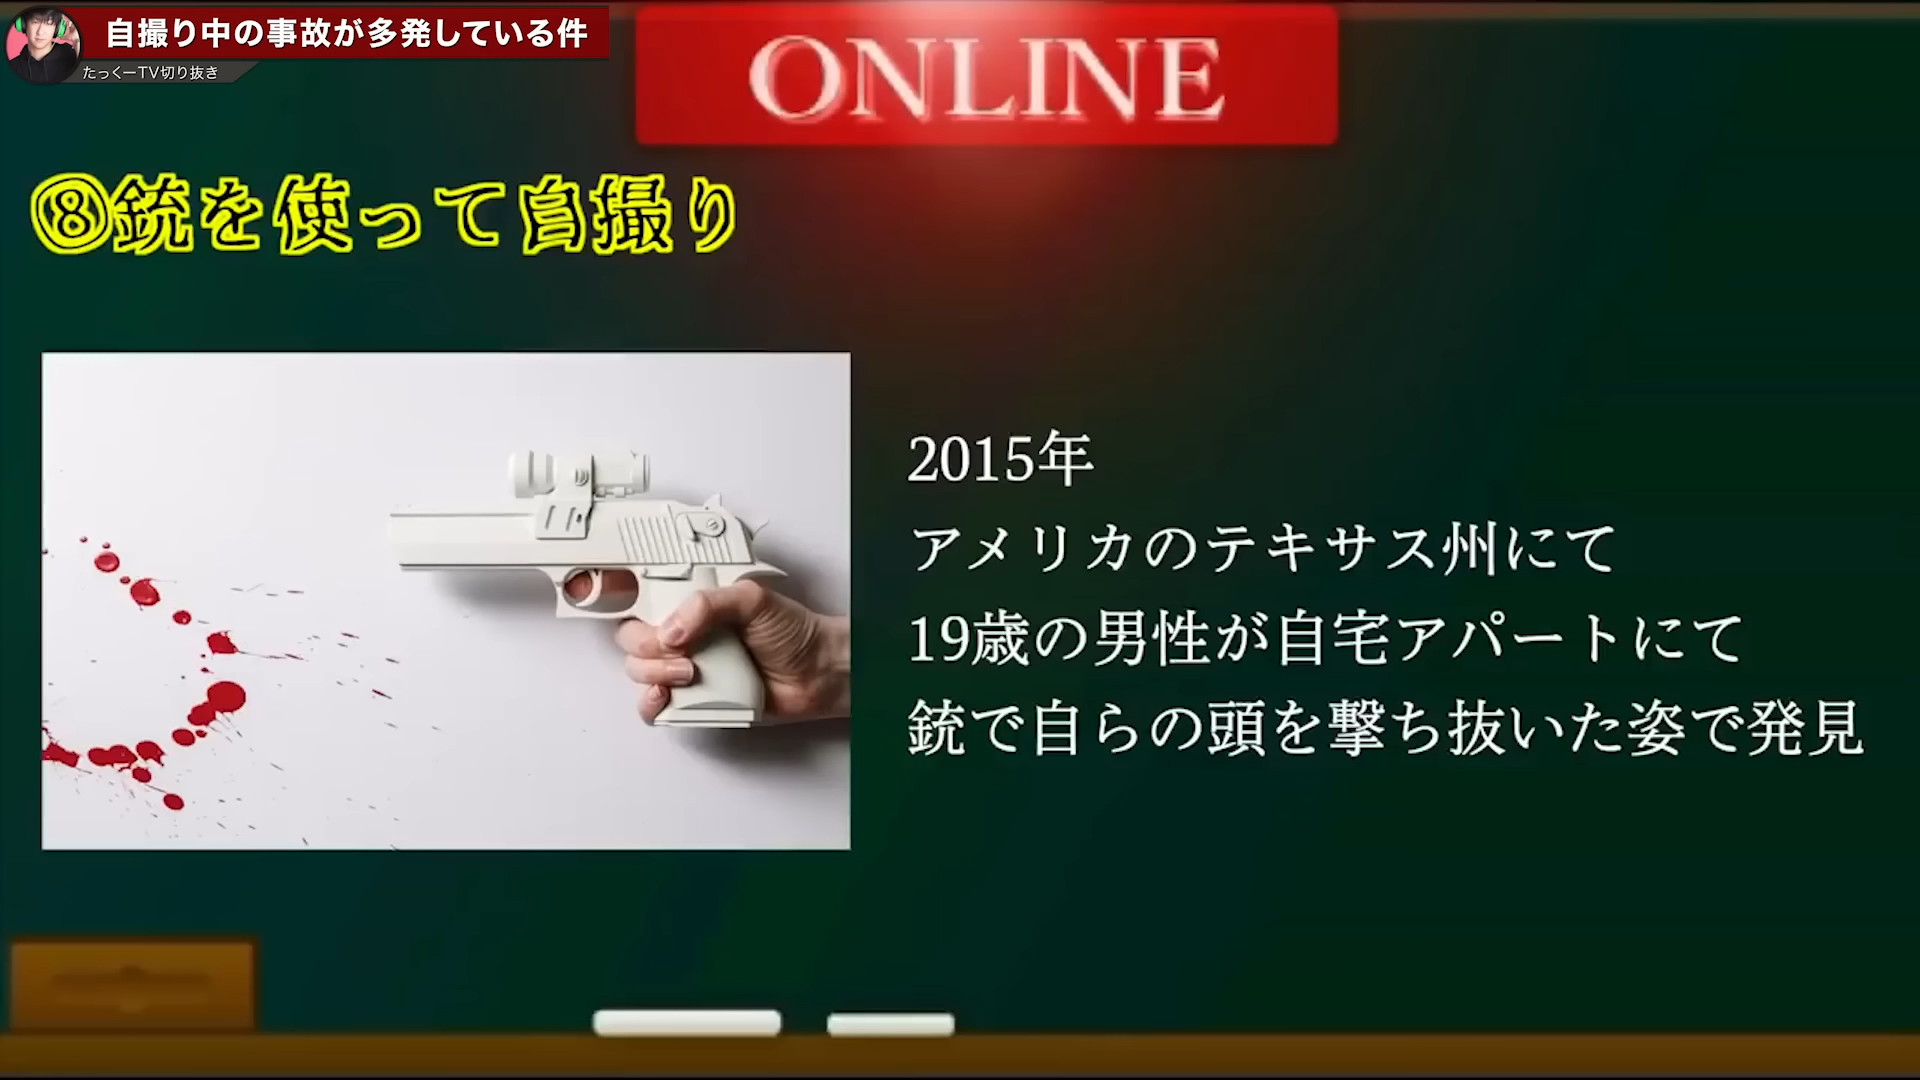 自撮り中の事故が多発している件
たっくーTV切り抜き
ONLINE
⑧銃を使って自撮り
2015年
アメリカのテキサス州にて
19歳の男性が自宅アパートにて
銃で自らの頭を撃ち抜いた姿で発見